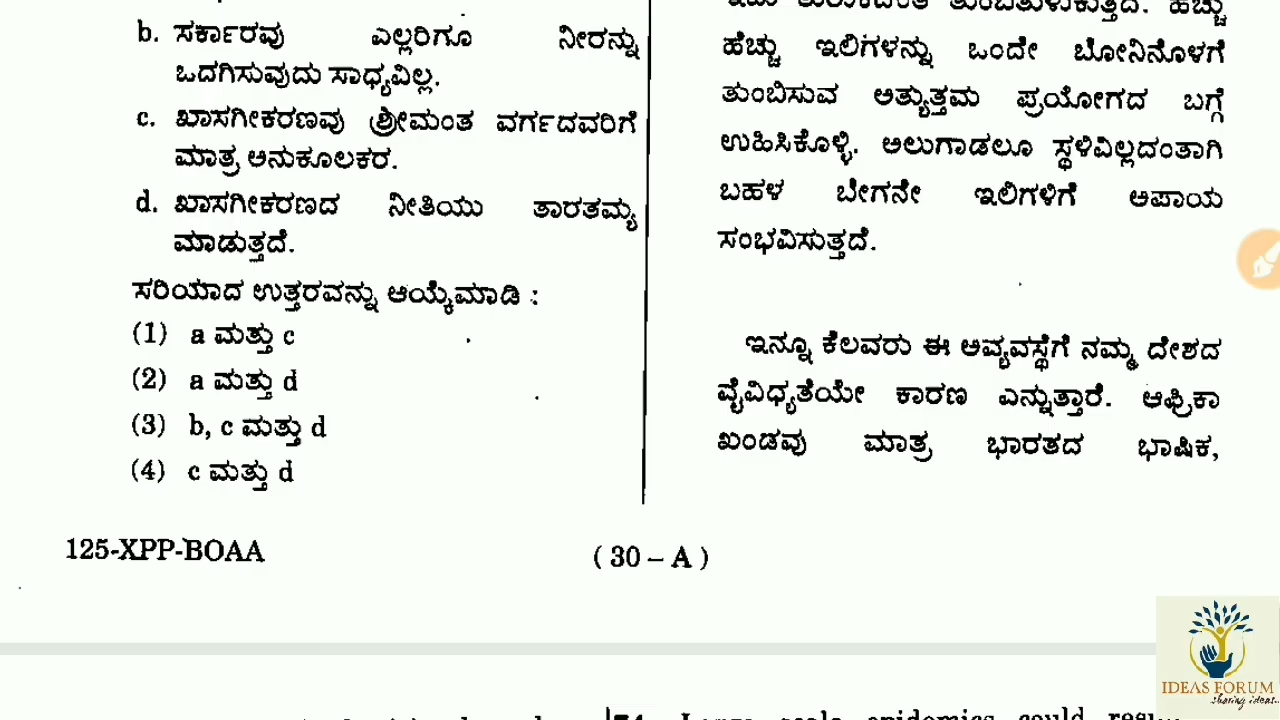 b. ಸರ್ಕಾರವು ಎಲ್ಲರಿಗೂ ನೀರನ್ನು
ಒದಗಿಸುವುದು ಸಾಧ್ಯವಿಲ್ಲ.
c. ಖಾಸಗೀಕರಣವು ಶ್ರೀಮಂತ ವರ್ಗದವರಿಗೆ
ಮಾತ್ರ ಅನುಕೂಲಕರ.
d. ಖಾಸಗೀಕರಣದ ನೀತಿಯು ತಾರತಮ್ಯ
ಮಾಡುತ್ತದೆ.
ಸರಿಯಾದ ಉತ್ತರವನ್ನು ಆಯ್ಕೆಮಾಡಿ :
(1) a ಮತ್ತು c
(2) a ಮತ್ತು d
(3) b, c ಮತ್ತು d
(4) c ಮತ್ತು d
ಹೆಚ್ಚು
ಹೆಚ್ಚು ಇಲಿಗಳನ್ನು ಒಂದೇ ಬೋನಿನೊಳಗೆ
ತುಂಬಿಸುವ ಅತ್ಯುತ್ತಮ ಪ್ರಯೋಗದ ಬಗ್ಗೆ
ಉಹಿಸಿಕೊಳ್ಳಿ. ಅಲುಗಾಡಲೂ ಸ್ಥಳವಿಲ್ಲದಂತಾಗಿ
ಬಹಳ ಬೇಗನೇ ಇಲಿಗಳಿಗೆ ಅಪಾಯ
ಸಂಭವಿಸುತ್ತದೆ.
ಇನ್ನೂ ಕೆಲವರು ಈ ಅವ್ಯವಸ್ಥೆಗೆ ನಮ್ಮ ದೇಶದ
ವೈವಿಧ್ಯತೆಯೇ ಕಾರಣ ಎನ್ನುತ್ತಾರೆ. ಆಫ್ರಿಕಾ
ಖಂಡವು ಮಾತ್ರ ಭಾರತದ ಭಾಷಿಕ,
125-XPP-BOAA
( 30 – A )
IDEAS FORUM
sharing ideas